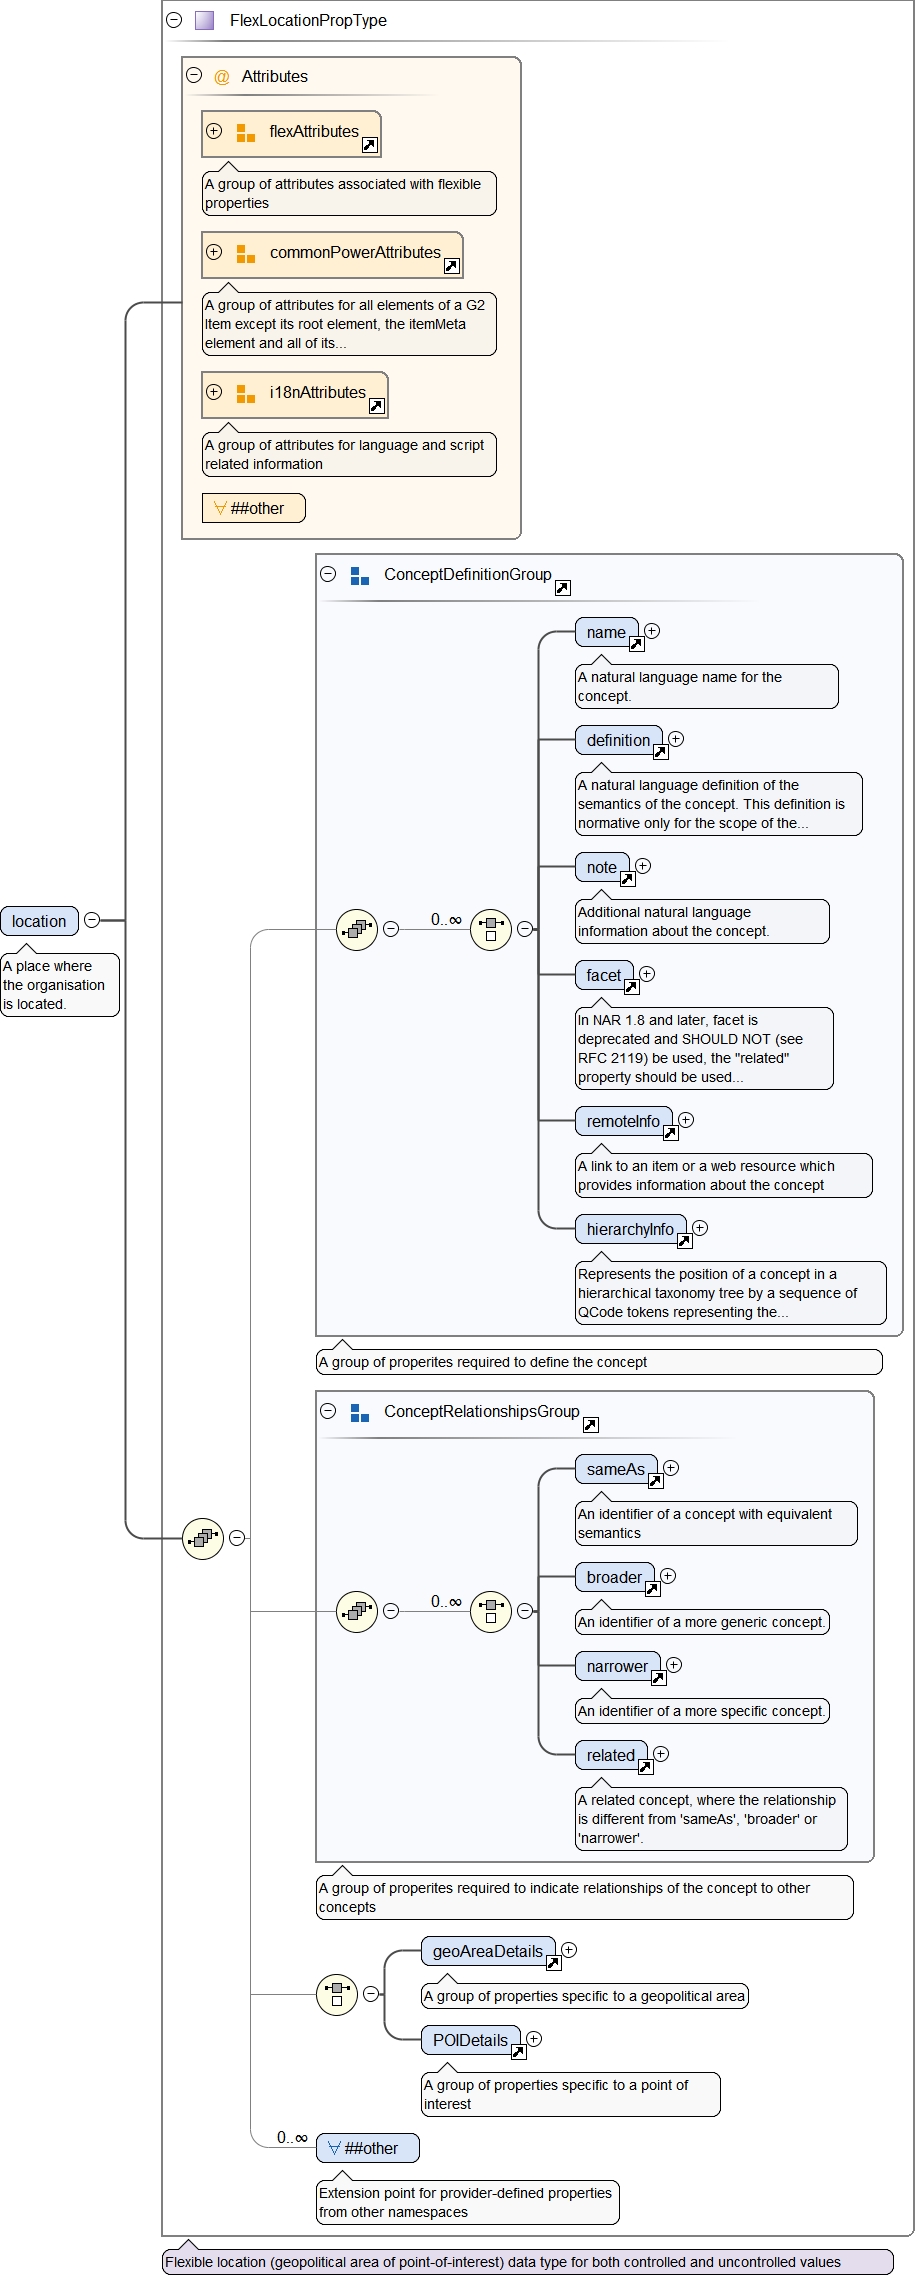 FlexLocationPropType
@ Attributes
flexAttributes
A group of attributes associated with flexible
properties
commonPowerAttributes
A group of attributes for all elements of a G2
Item except its root element, the itemMeta
element and all of its...
i18nAttributes
A group of attributes for language and script
related information
##other
ConceptDefinitionGroup
name
A natural language name for the
concept.
definition
A natural language definition of the
semantics of the concept. This definition is
normative only for the scope of the...
note
Additional natural language
information about the concept.
0..∞
location
A place where
the organisation
is located.
facet
In NAR 1.8 and later, facet is
deprecated and SHOULD NOT (see
RFC 2119) be used, the "related"
property should be used...
remoteInfo
A link to an item or a web resource which
provides information about the concept
hierarchyInfo
Represents the position of a concept in a
hierarchical taxonomy tree by a sequence of
QCode tokens representing the...
A group of properites required to define the concept
ConceptRelationshipsGroup
sameAs
An identifier of a concept with equivalent
semantics
broader
0..∞
An identifier of a more generic concept.
narrower
An identifier of a more specific concept.
related
A related concept, where the relationship
is different from 'sameAs', 'broader' or
'narrower'.
A group of properites required to indicate relationships of the concept to other
concepts
geoAreaDetails
A group of properties specific to a geopolitical area
POIDetails
A group of properties specific to a point of
interest
0..∞
##other
Extension point for provider-defined properties
from other namespaces
Flexible location (geopolitical area of point-of-interest) data type for both controlled and uncontrolled values